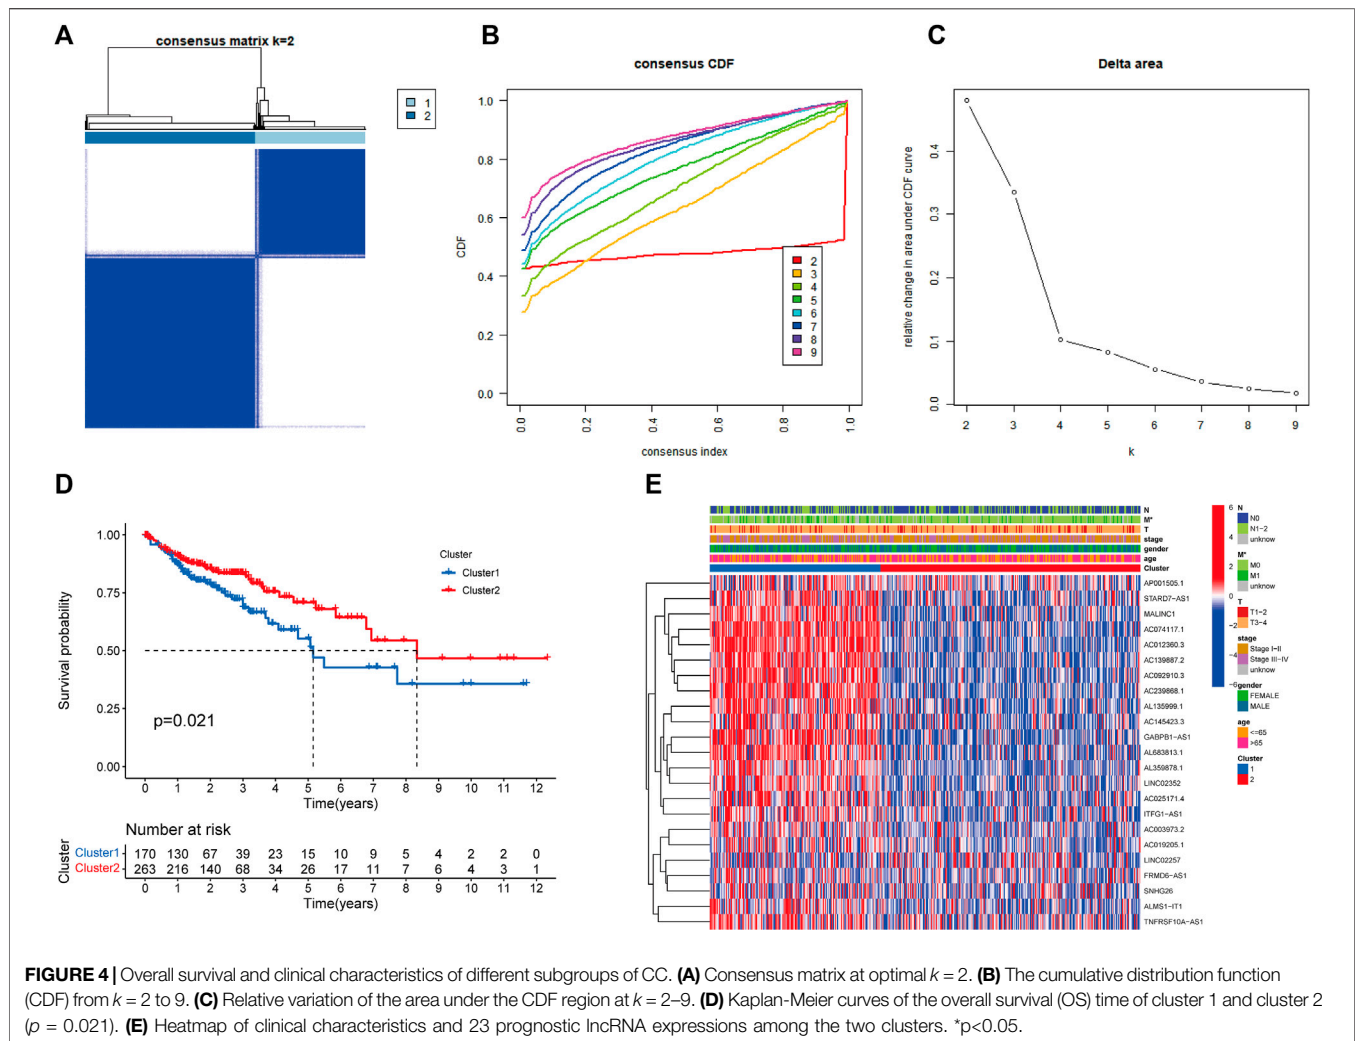 A
consensus matrix k=2
1
2
B
consensus CDF
CDF
1.0
0.8
0.6
0.4
0.2
0.0
2
3
4
5
6
7
8
9
0.0 0.2 0.4 0.6 0.8 1.0
consensus index
C
Delta area
relative change in area under CDF curve
0.4
0.3
0.2
0.1
0.0
2 3 4 5 6 7 8 9
k
D
Survival probability
1.00
0.75
0.50
0.25
0.00
Cluster
Cluster1
Cluster2
p=0.021
0 1 2 3 4 5 6 7 8 9 10 11 12
Time(years)
Number at risk
Cluster
Cluster1 170 130 67 39 23 15 10 9 5 4 2 2 0
Cluster2 263 216 140 68 34 26 17 11 7 6 4 3 1
0 1 2 3 4 5 6 7 8 9 10 11 12
Time(years)
E
N
M*
T
stage
gender
age
Cluster
AP001505.1
STARD7-AS1
MALINC1
AC074117.1
AC012360.3
AC139887.2
AC092910.3
AC239868.1
AL135999.1
AC145423.3
GABPB1-AS1
AL683813.1
AL359878.1
LINC02352
AC025171.4
ITFG1-AS1
AC003973.2
AC019205.1
LINC02257
FRMD6-AS1
SNHG26
ALMS1-IT1
TNFRSF10A-AS1
6
4
2
0
-2
-4
-6
N
N0
N1-2
unknow
M*
M0
M1
unknow
T
T1-2
T3-4
stage
Stage I-II
Stage III-IV
unknow
gender
FEMALE
MALE
age
<=65
>65
Cluster
1
2
FIGURE 4 | Overall survival and clinical characteristics of different subgroups of CC. (A) Consensus matrix at optimal k = 2. (B) The cumulative distribution function
(CDF) from k = 2 to 9. (C) Relative variation of the area under the CDF region at k = 2–9. (D) Kaplan-Meier curves of the overall survival (OS) time of cluster 1 and cluster 2
(p = 0.021). (E) Heatmap of clinical characteristics and 23 prognostic lncRNA expressions among the two clusters. *p<0.05.